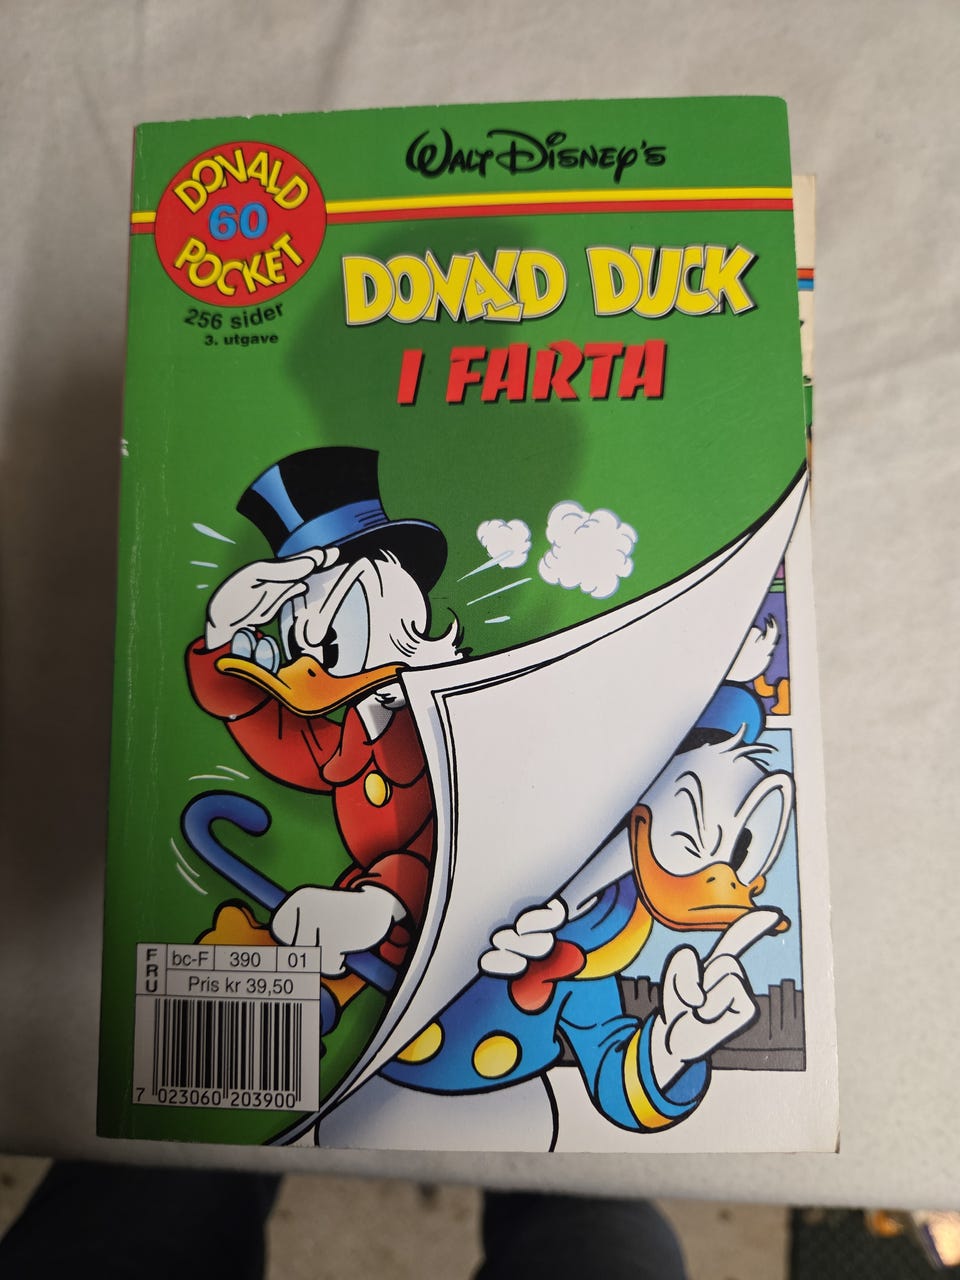 WALT DISNEY'S
DONALD
60
POCKET
256 sider
3. utgave
DONALD DUCK
I FARTA
FRU
bc-F 390 01
Pris kr 39,50
7 023060 203900